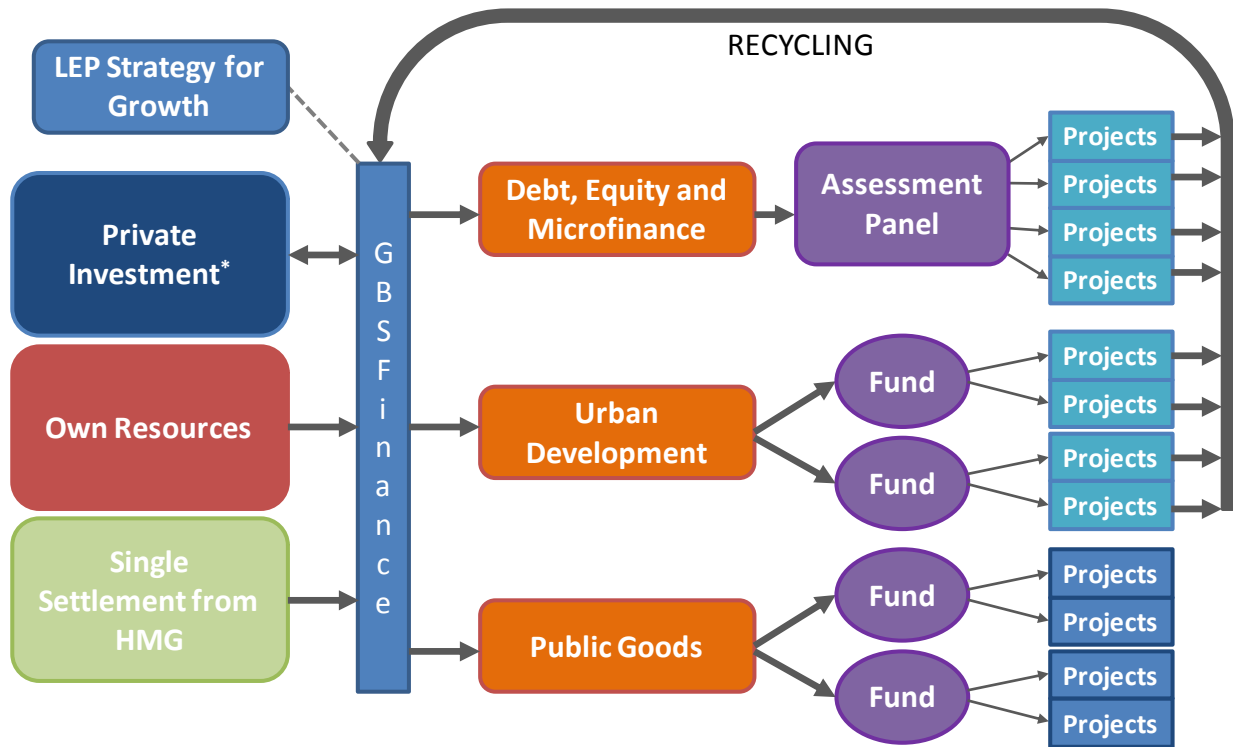 RECYCLING
LEP Strategy for
Growth
Private
Investment*
Own Resources
Single
Settlement from
HMG
GBSFinance
Debt, Equity and
Microfinance
Assessment
Panel
Projects
Projects
Projects
Projects
Urban
Development
Fund
Fund
Projects
Projects
Projects
Projects
Public Goods
Fund
Fund
Projects
Projects
Projects
Projects